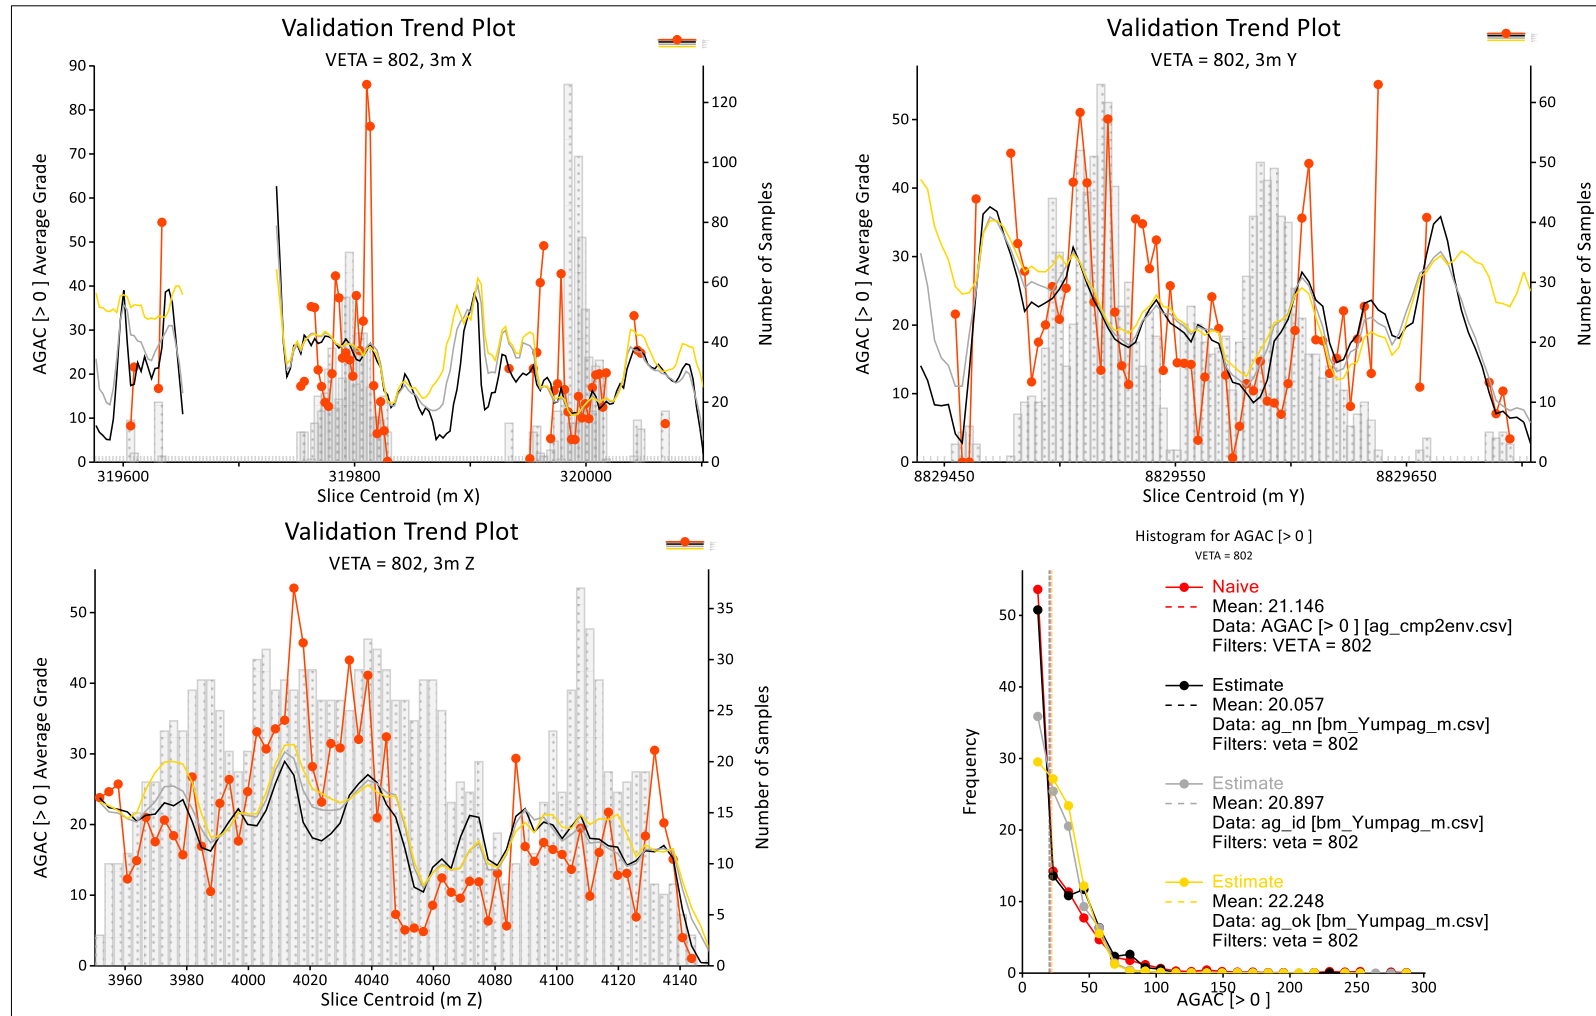 Validation Trend Plot
VETA = 802, 3m X
AGAC [> 0 ] Average Grade
90
80
70
60
50
40
30
20
10
0
120
100
80
60
40
20
0
Number of Samples
319600
319800
320000
Slice Centroid (m X)
Validation Trend Plot
VETA = 802, 3m Y
AGAC [> 0 ] Average Grade
50
40
30
20
10
0
60
50
40
30
20
10
0
Number of Samples
8829450
8829550
8829650
Slice Centroid (m Y)
Validation Trend Plot
VETA = 802, 3m Z
AGAC [> 0 ] Average Grade
50
40
30
20
10
0
35
30
25
20
15
10
5
0
Number of Samples
3960
3980
4000
4020
4040
4060
4080
4100
4120
4140
Slice Centroid (m Z)
Histogram for AGAC [> 0 ]
VETA = 802
Frequency
50
40
30
20
10
0
Naive
Mean: 21.146
Data: AGAC [> 0 ] [ag_cmp2env.csv]
Filters: VETA = 802
Estimate
Mean: 20.057
Data: ag_nn [bm_Yumpag_m.csv]
Filters: veta = 802
Estimate
Mean: 20.897
Data: ag_id [bm_Yumpag_m.csv]
Filters: veta = 802
Estimate
Mean: 22.248
Data: ag_ok [bm_Yumpag_m.csv]
Filters: veta = 802
0
50
100
150
200
250
300
AGAC [> 0 ]